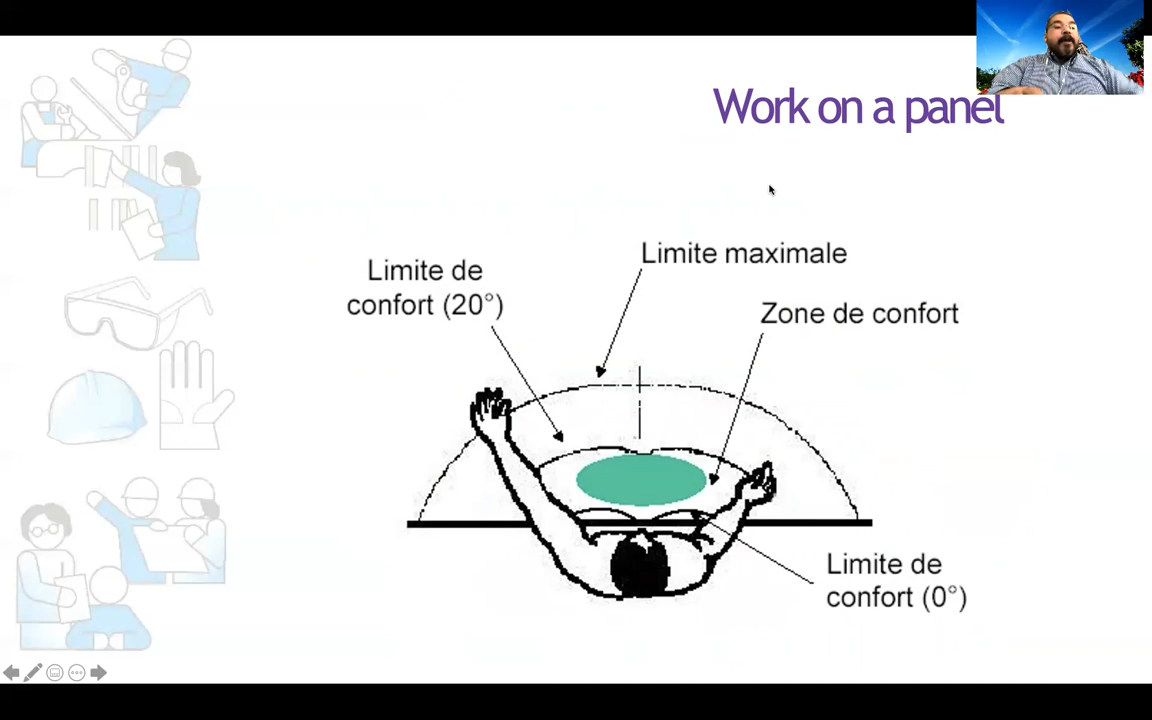 Work on a panel
Limite maximale
Limite de
confort (20°)
Zone de confort
Limite de
confort (0°)